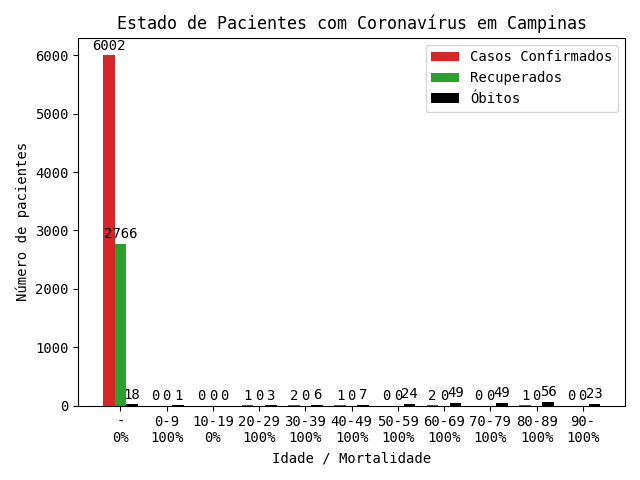 Estado de Pacientes com Coronavírus em Campinas
Casos Confirmados
Recuperados
Óbitos
Número de pacientes
6000
5000
4000
3000
2000
1000
0
6002
2766
18 0 0 1 0 0 0 1 0 3 2 0 6 1 0 7 0 0 24 2 0 49 0 0 49 1 0 56 0 0 23
- 0-9 10-19 20-29 30-39 40-49 50-59 60-69 70-79 80-89 90-
0% 100% 0% 100% 100% 100% 100% 100% 100% 100% 100%
Idade / Mortalidade